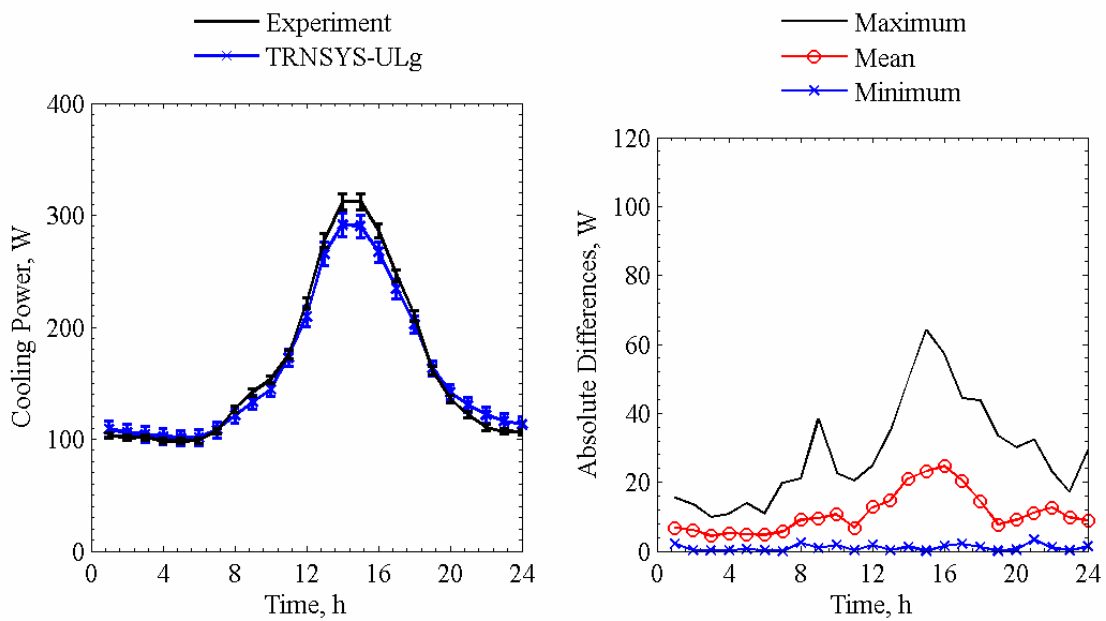 Experiment
TRNSYS-ULg
400
300
200
100
0
Cooling Power, W
0 4 8 12 16 20 24
Time, h
Maximum
Mean
Minimum
120
100
80
60
40
20
0
Absolute Differences, W
0 4 8 12 16 20 24
Time, h